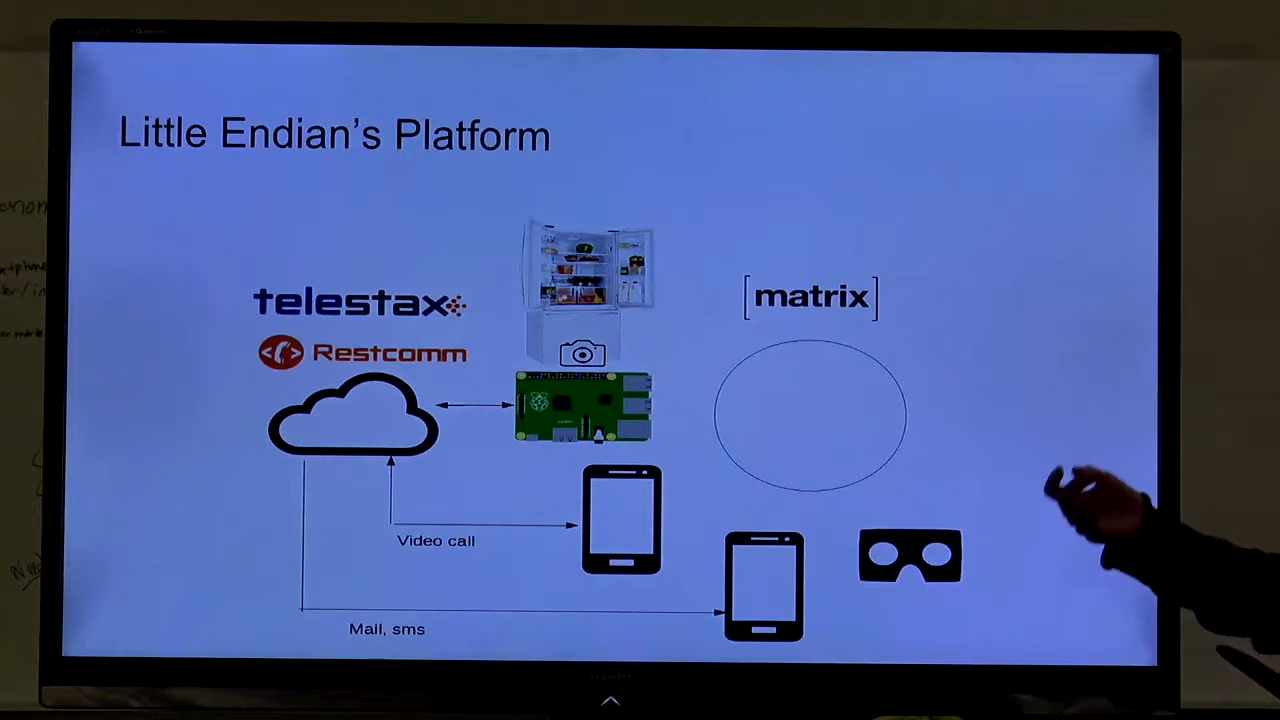 Little Endian's Platform
telestax
Restcomm
[matrix]
Video call
Mail, sms